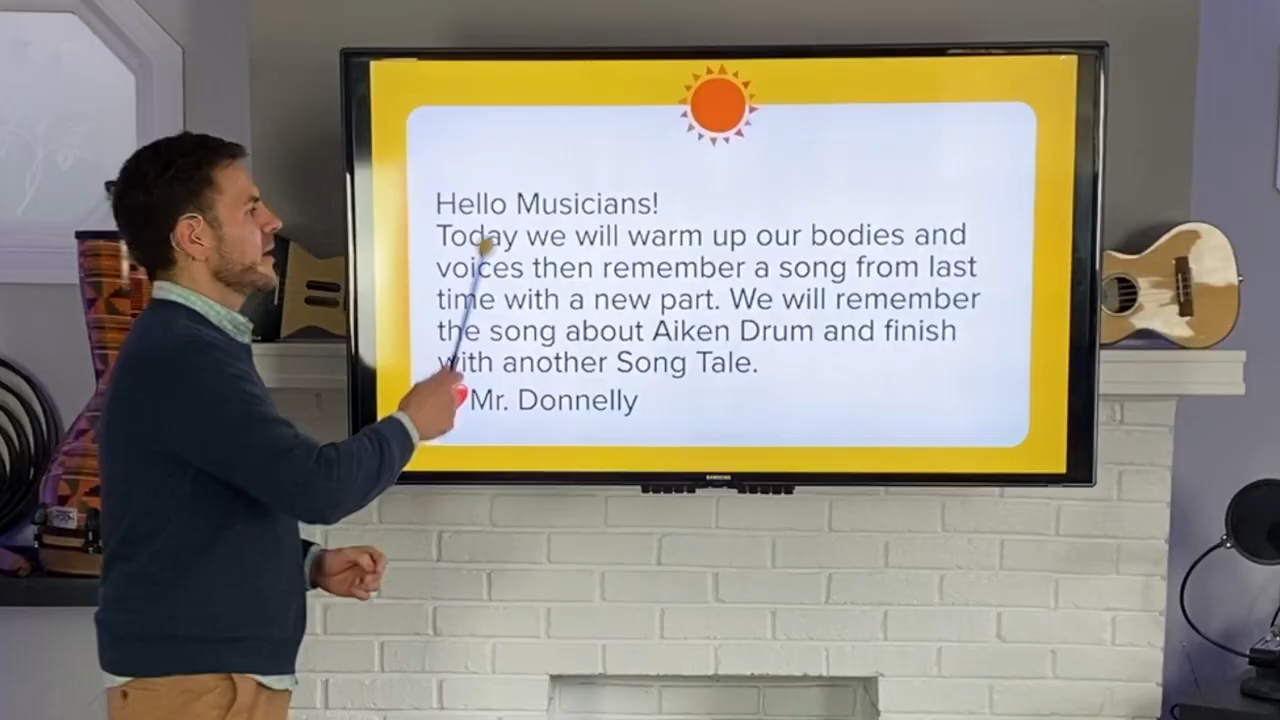 Hello Musicians!
Today we will warm up our bodies and
voices then remember a song from last
time with a new part. We will remember
the song about Aiken Drum and finish
with another Song Tale.
Mr. Donnelly
SAMSUNG